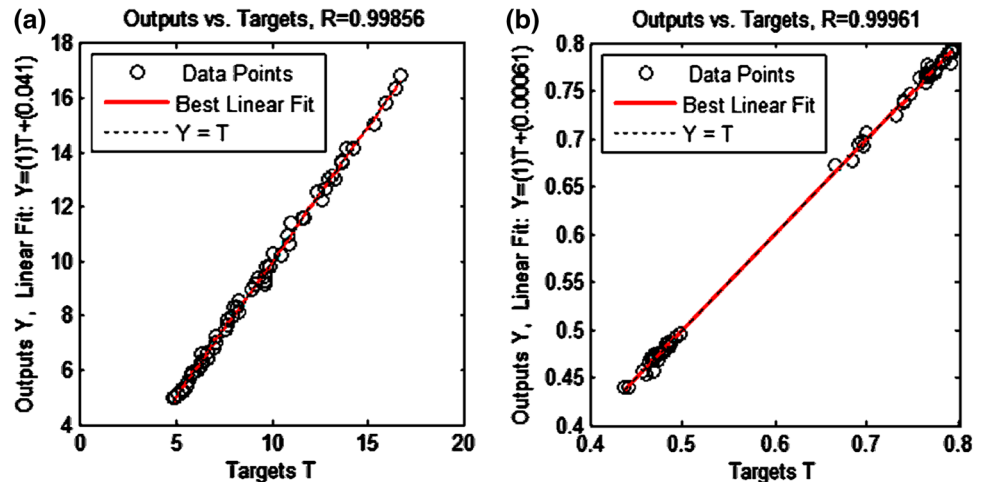 (a)
Outputs vs. Targets, R=0.99856
Outputs Y, Linear Fit: Y=(1)T+(0.041)
18
16
14
12
10
8
6
4
Data Points
Best Linear Fit
Y = T
0
5
10
15
20
Targets T
(b)
Outputs vs. Targets, R=0.99961
Outputs Y, Linear Fit: Y=(1)T+(0.00061)
0.8
0.75
0.7
0.65
0.6
0.55
0.5
0.45
0.4
Data Points
Best Linear Fit
Y = T
0.4
0.5
0.6
0.7
0.8
Targets T